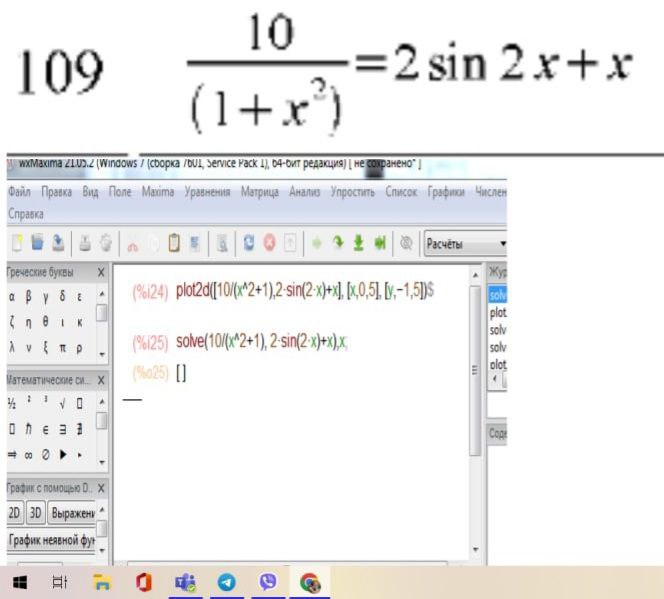 109 10/(1+x²)=2 sin 2x+x
wxMaxima 21.05.2 (Windows 7 (сборка 7601, Service Pack 1), 64-бит редакция) [ не сохранено* ]
Файл Правка Вид Поле Maxima Уравнения Матрица Анализ Упростить Список Графики Числен
Справка
Расчёты
Греческие буквы X
α β γ δ ε
ζ η θ ι κ
λ ν ξ π ρ
(%i24) plot2d([10/(x^2+1),2·sin(2·x)+x], [x,0,5], [y,−1,5])$
(%i25) solve(10/(x^2+1), 2·sin(2·x)+x),x;
(%o25) [ ]
Жур
solv
plot
solv
solv
plot
Математические си... X
½ ² ³ √
ℏ ∈ ∃ ∄
⇒ ∞ ∅
Соде
График с помощью D.. X
2D 3D Выражени
График неявной фун